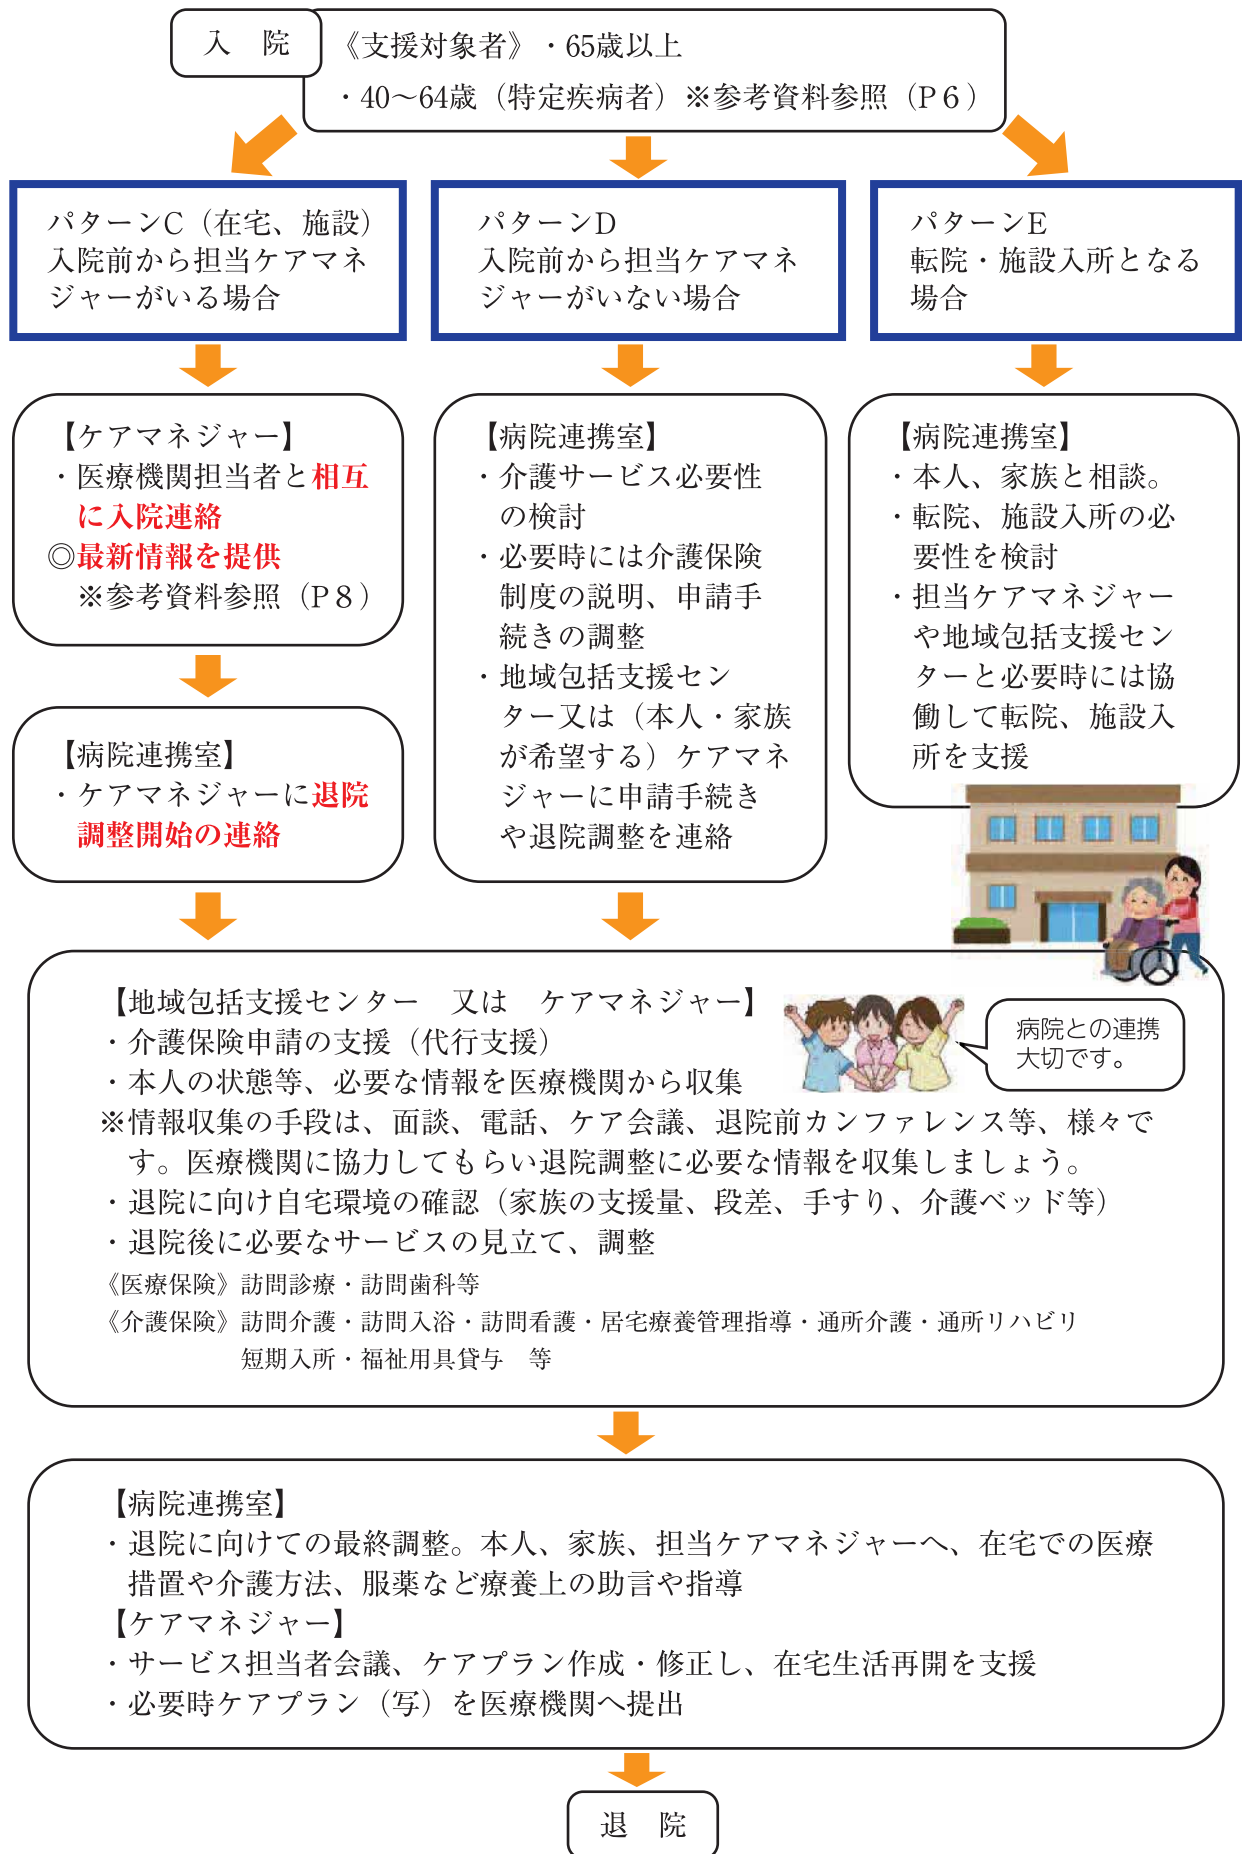 入　院
《支援対象者》・65歳以上
・40〜64歳（特定疾病者）※参考資料参照（P６）
パターンC（在宅、施設）
入院前から担当ケアマネ
ジャーがいる場合
パターンD
入院前から担当ケアマネ
ジャーがいない場合
パターンE
転院・施設入所となる
場合
【ケアマネジャー】
・医療機関担当者と相互
に入院連絡
◎最新情報を提供
※参考資料参照（P８）
【病院連携室】
・ケアマネジャーに退院
調整開始の連絡
【病院連携室】
・介護サービス必要性
の検討
・必要時には介護保険
制度の説明、申請手
続きの調整
・地域包括支援セン
ター又は（本人・家族
が希望する）ケアマネ
ジャーに申請手続き
や退院調整を連絡
【病院連携室】
・本人、家族と相談。
・転院、施設入所の必
要性を検討
・担当ケアマネジャー
や地域包括支援セン
ターと必要時には協
働して転院、施設入
所を支援
【地域包括支援センター　又は　ケアマネジャー】
・介護保険申請の支援（代行支援）
・本人の状態等、必要な情報を医療機関から収集
※情報収集の手段は、面談、電話、ケア会議、退院前カンファレンス等、様々で
す。医療機関に協力してもらい退院調整に必要な情報を収集しましょう。
・退院に向け自宅環境の確認（家族の支援量、段差、手すり、介護ベッド等）
・退院後に必要なサービスの見立て、調整
《医療保険》訪問診療・訪問歯科等
《介護保険》訪問介護・訪問入浴・訪問看護・居宅療養管理指導・通所介護・通所リハビリ
短期入所・福祉用具貸与　等
病院との連携
大切です。
【病院連携室】
・退院に向けての最終調整。本人、家族、担当ケアマネジャーへ、在宅での医療
措置や介護方法、服薬など療養上の助言や指導
【ケアマネジャー】
・サービス担当者会議、ケアプラン作成・修正し、在宅生活再開を支援
・必要時ケアプラン（写）を医療機関へ提出
退　院